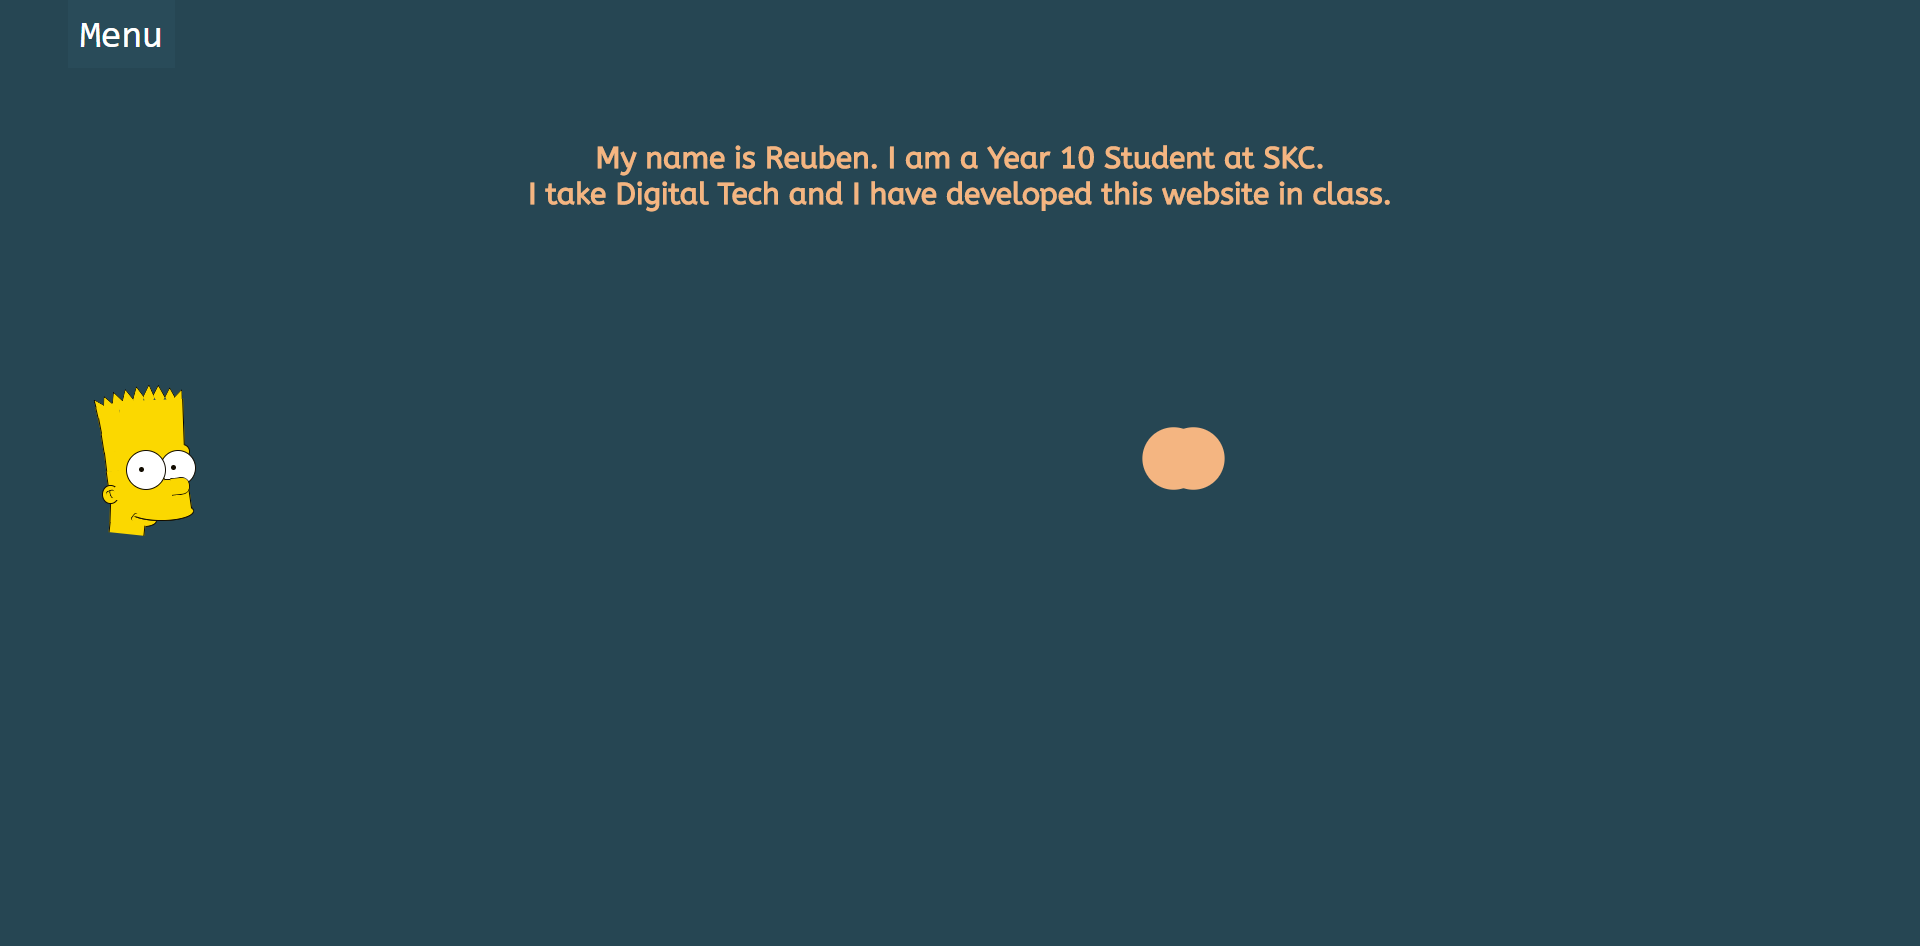 Menu
My name is Reuben. I am a Year 10 Student at SKC.
I take Digital Tech and I have developed this website in class.